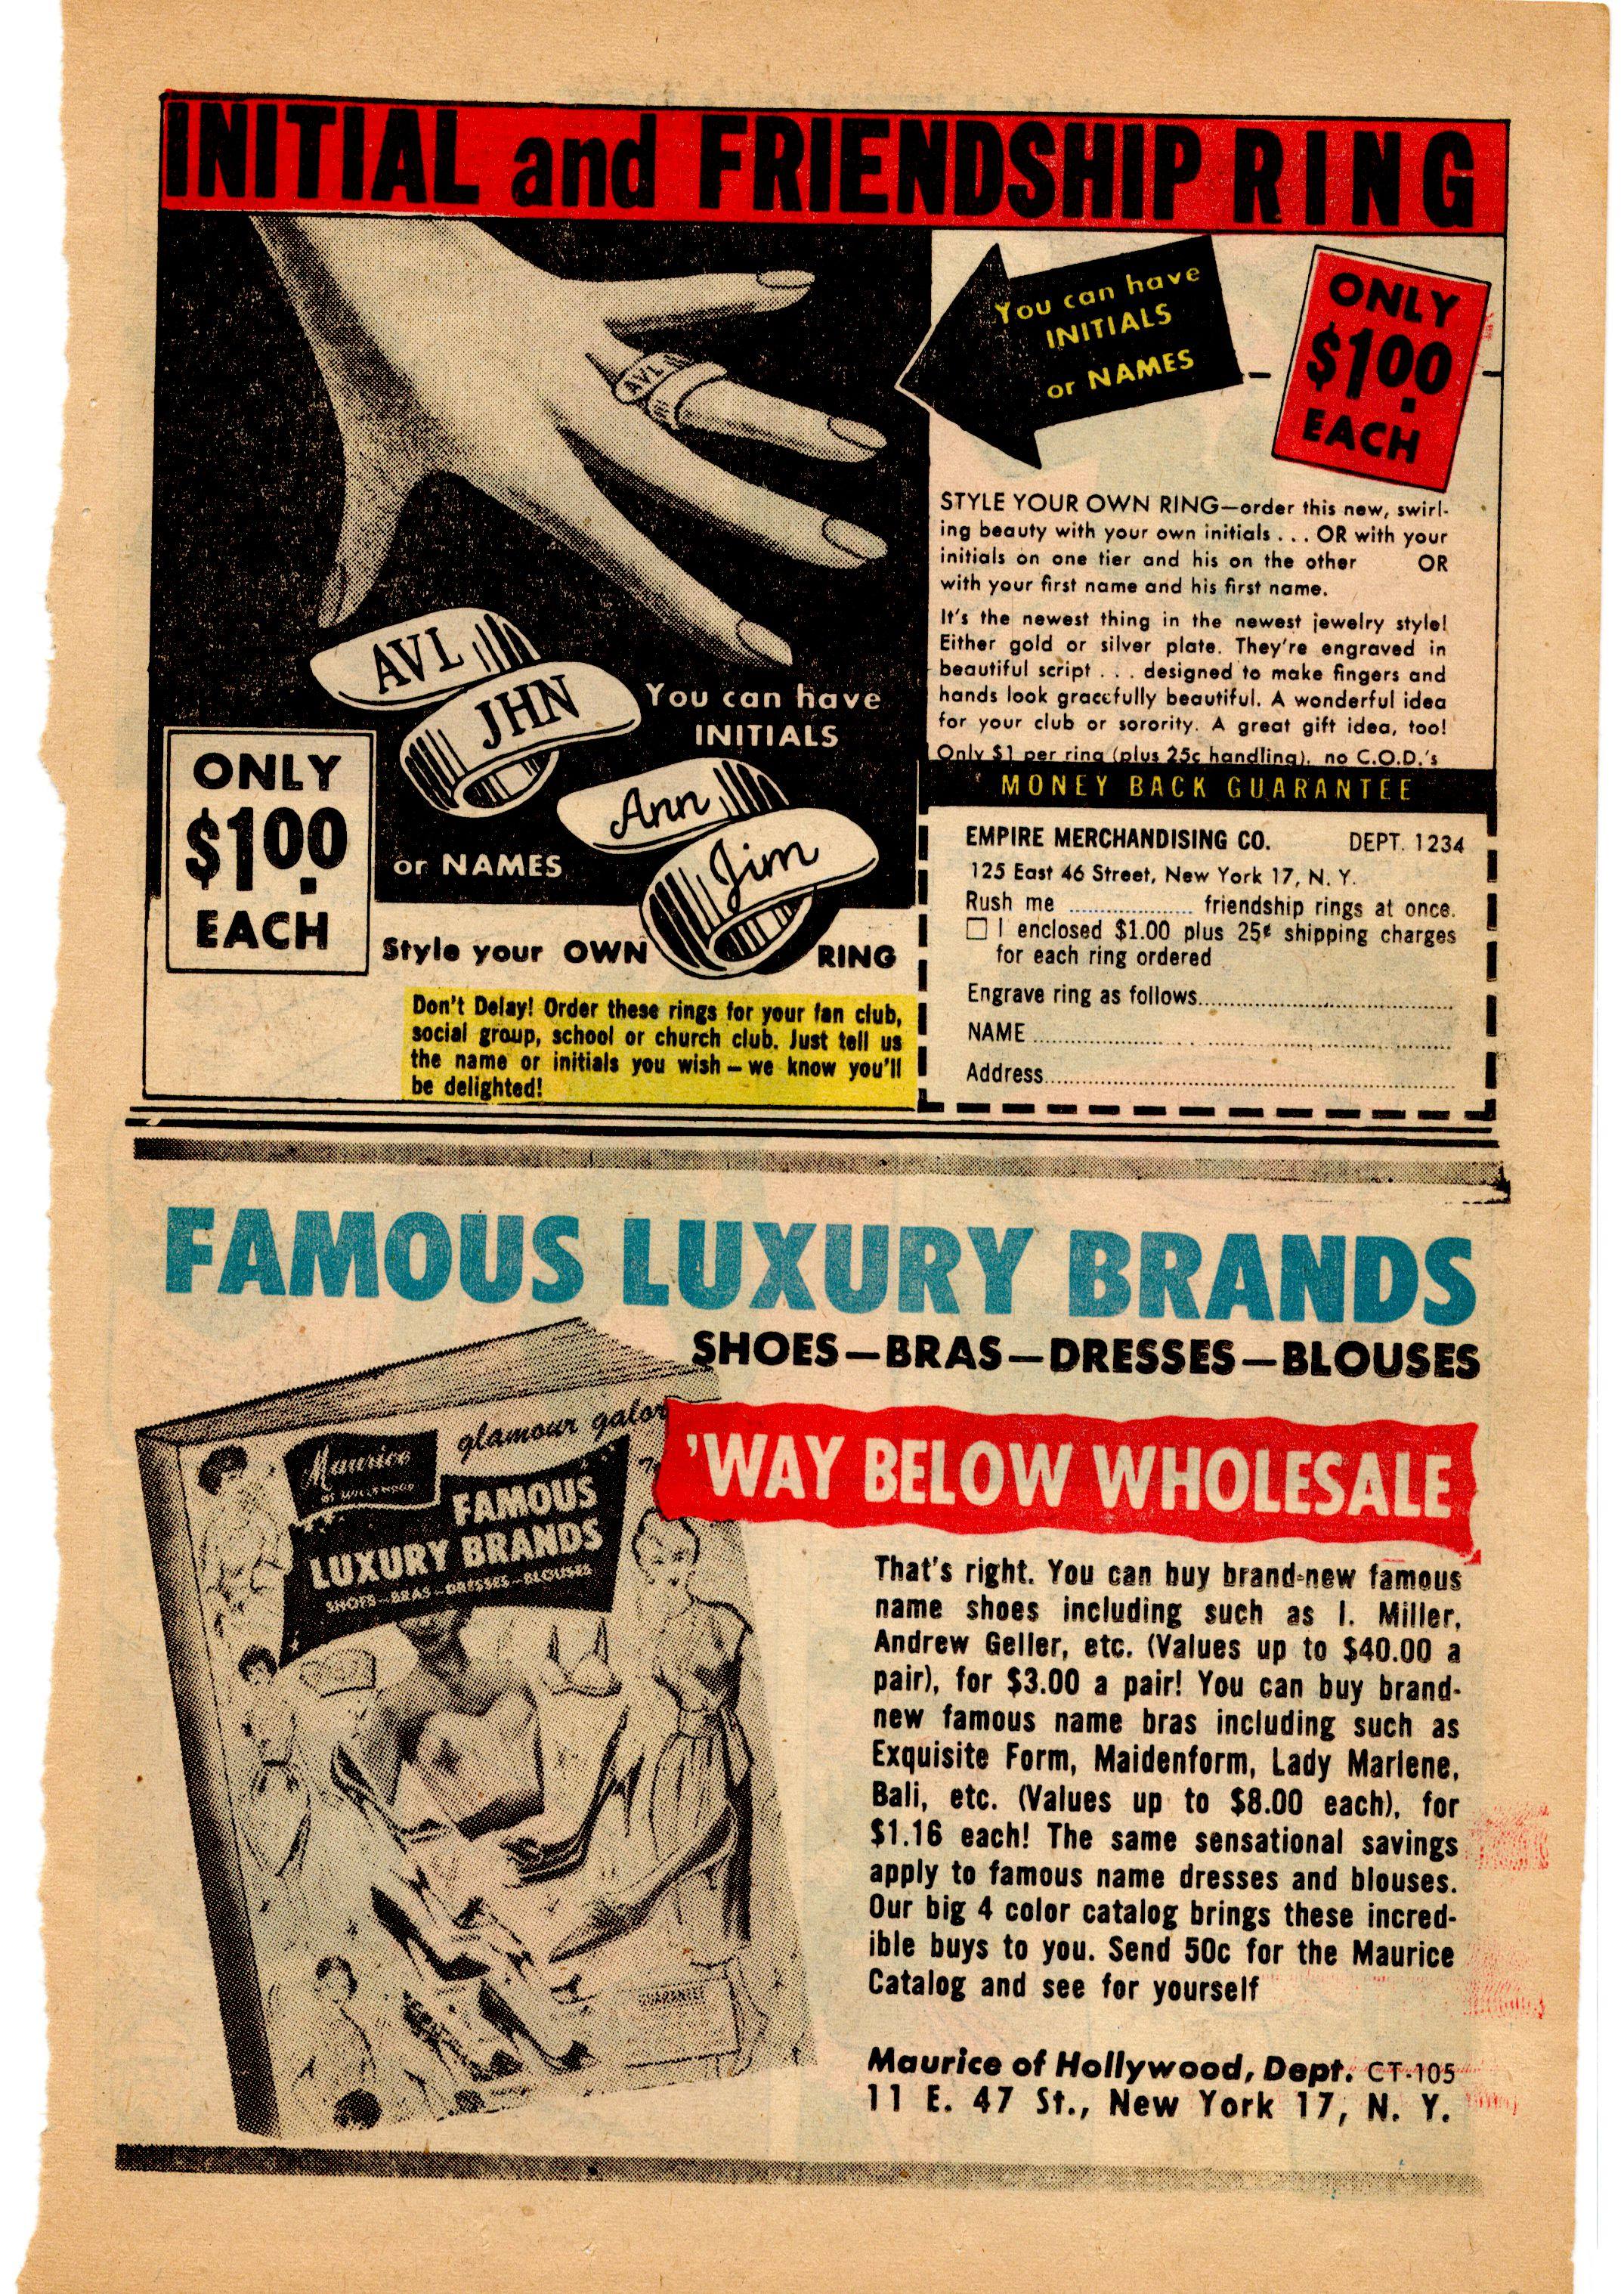 INITIAL and FRIENDSHIP RING
AVL
You can have
INITIALS
or NAMES
ONLY
$1.00
EACH
STYLE YOUR OWN RING—order this new, swirl-
ing beauty with your own initials . . . OR with your
initials on one tier and his on the other OR
with your first name and his first name.
It's the newest thing in the newest jewelry style!
Either gold or silver plate. They're engraved in
beautiful script . . . designed to make fingers and
hands look gracefully beautiful. A wonderful idea
for your club or sorority. A great gift idea, too!
Only $1 per ring (plus 25c handling), no C.O.D.'s
AVL
JHN
You can have
INITIALS
Ann
Jim
or NAMES
ONLY
$1.00
EACH
Style your OWN RING
Don't Delay! Order these rings for your fan club,
social group, school or church club. Just tell us
the name or initials you wish — we know you'll
be delighted!
MONEY BACK GUARANTEE
EMPIRE MERCHANDISING CO. DEPT. 1234
125 East 46 Street, New York 17, N. Y.
Rush me .................... friendship rings at once.
☐ I enclosed $1.00 plus 25¢ shipping charges
for each ring ordered
Engrave ring as follows........................................
NAME ................................................................
Address................................................................
FAMOUS LUXURY BRANDS
SHOES—BRAS—DRESSES—BLOUSES
'WAY BELOW WHOLESALE
Maurice
OF HOLLYWOOD
glamour galor
FAMOUS
LUXURY BRANDS
SHOES—BRAS—DRESSES—BLOUSES
GUARANTEE
That's right. You can buy brand-new famous
name shoes including such as I. Miller,
Andrew Geller, etc. (Values up to $40.00 a
pair), for $3.00 a pair! You can buy brand-
new famous name bras including such as
Exquisite Form, Maidenform, Lady Marlene,
Bali, etc. (Values up to $8.00 each), for
$1.16 each! The same sensational savings
apply to famous name dresses and blouses.
Our big 4 color catalog brings these incred-
ible buys to you. Send 50c for the Maurice
Catalog and see for yourself
Maurice of Hollywood, Dept. CT-105
11 E. 47 St., New York 17, N. Y.